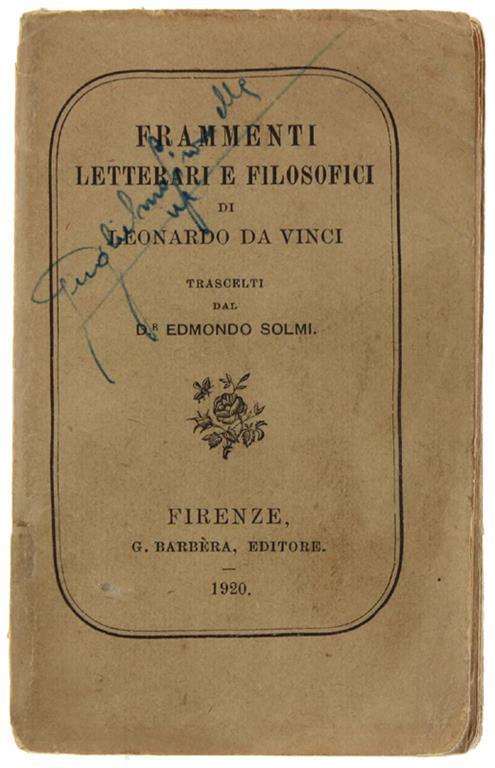 FRAMMENTI
LETTERARI E FILOSOFICI
DI
LEONARDO DA VINCI
TRASCELTI
DAL
D.R EDMONDO SOLMI.
FIRENZE,
G. BARBÈRA, EDITORE.
1920.